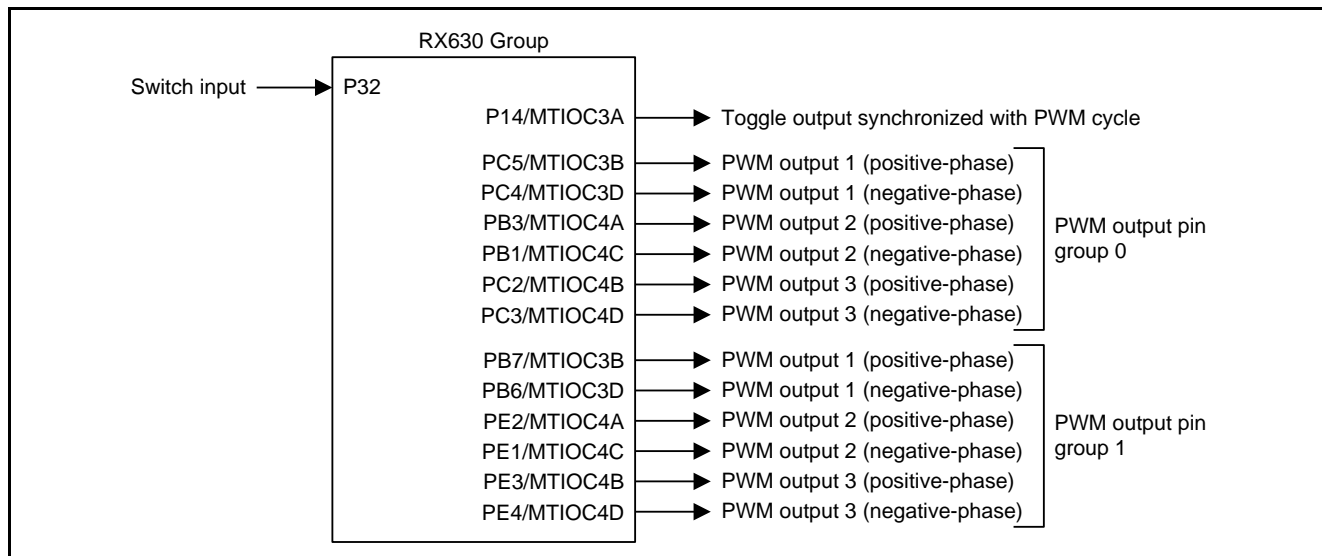 RX630 Group
Switch input P32
P14/MTIOC3A Toggle output synchronized with PWM cycle
PC5/MTIOC3B PWM output 1 (positive-phase)
PC4/MTIOC3D PWM output 1 (negative-phase)
PB3/MTIOC4A PWM output 2 (positive-phase)
PB1/MTIOC4C PWM output 2 (negative-phase)
PC2/MTIOC4B PWM output 3 (positive-phase)
PC3/MTIOC4D PWM output 3 (negative-phase)
PWM output pin
group 0
PB7/MTIOC3B PWM output 1 (positive-phase)
PB6/MTIOC3D PWM output 1 (negative-phase)
PE2/MTIOC4A PWM output 2 (positive-phase)
PE1/MTIOC4C PWM output 2 (negative-phase)
PE3/MTIOC4B PWM output 3 (positive-phase)
PE4/MTIOC4D PWM output 3 (negative-phase)
PWM output pin
group 1